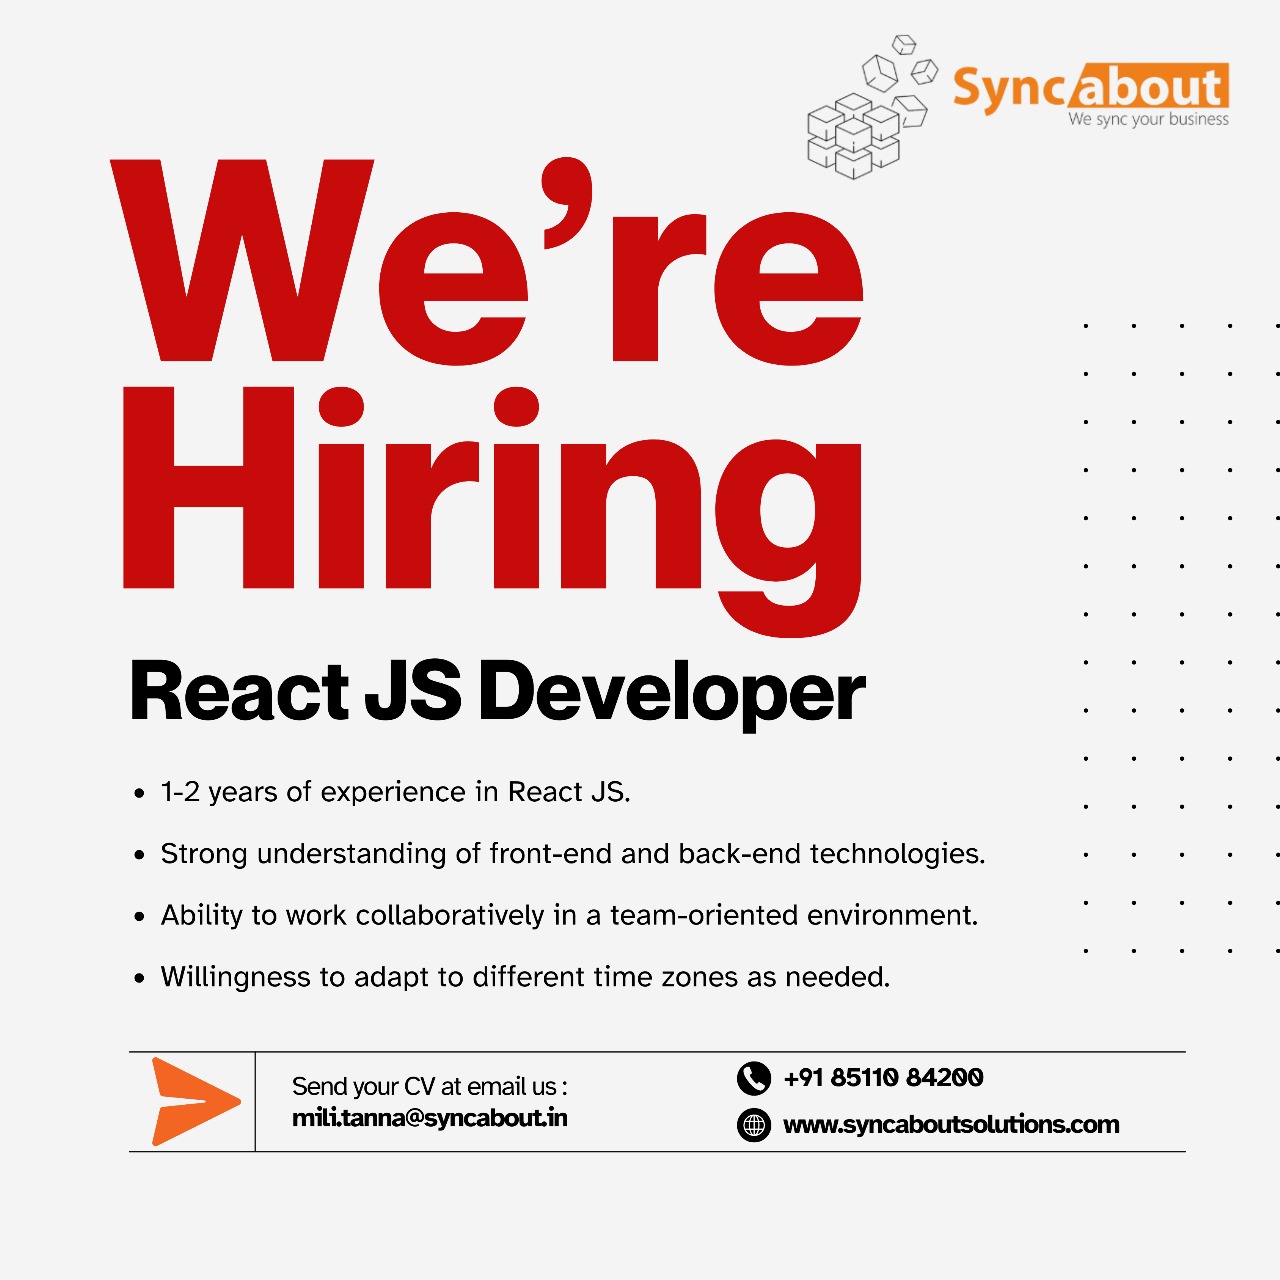 Syncabout
We sync your business
We’re
Hiring
React JS Developer
• 1-2 years of experience in React JS.
• Strong understanding of front-end and back-end technologies.
• Ability to work collaboratively in a team-oriented environment.
• Willingness to adapt to different time zones as needed.
Send your CV at email us :
mili.tanna@syncabout.in
+91 85110 84200
www.syncaboutsolutions.com